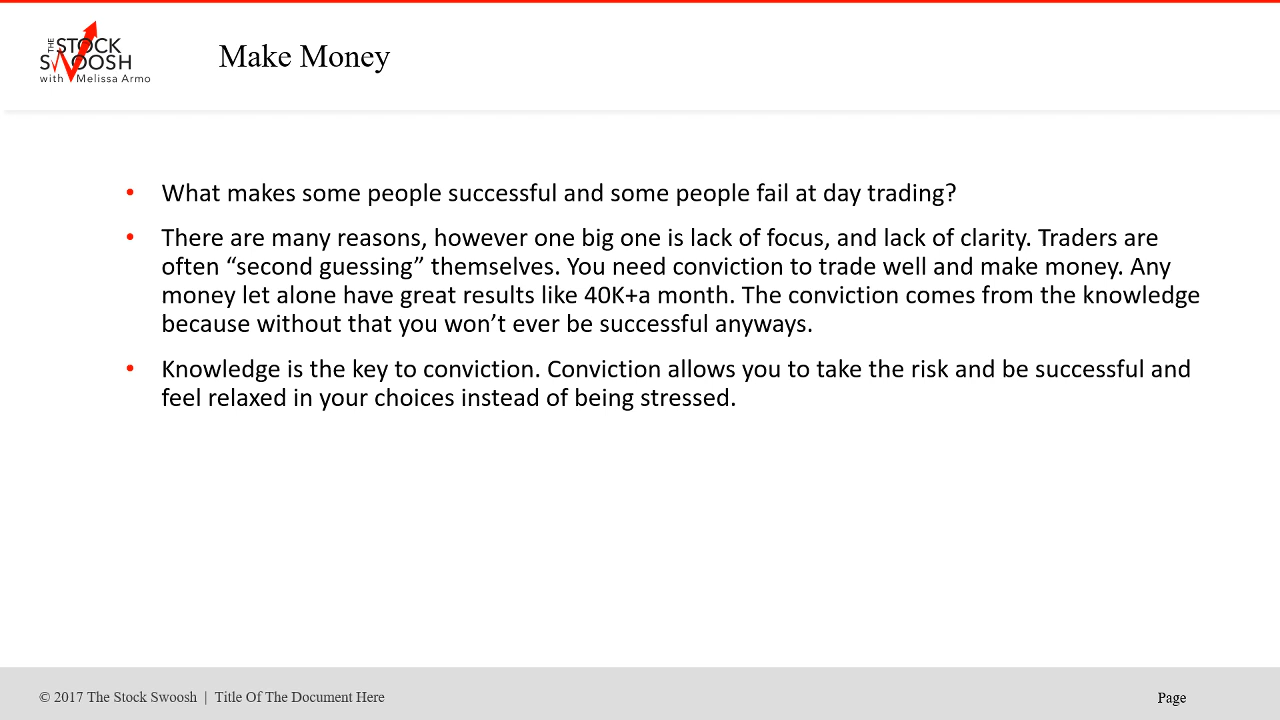 THE STOCK
SWOOSH
with Melissa Armo
Make Money
• What makes some people successful and some people fail at day trading?
• There are many reasons, however one big one is lack of focus, and lack of clarity. Traders are
often “second guessing” themselves. You need conviction to trade well and make money. Any
money let alone have great results like 40K+a month. The conviction comes from the knowledge
because without that you won’t ever be successful anyways.
• Knowledge is the key to conviction. Conviction allows you to take the risk and be successful and
feel relaxed in your choices instead of being stressed.
© 2017 The Stock Swoosh | Title Of The Document Here
Page